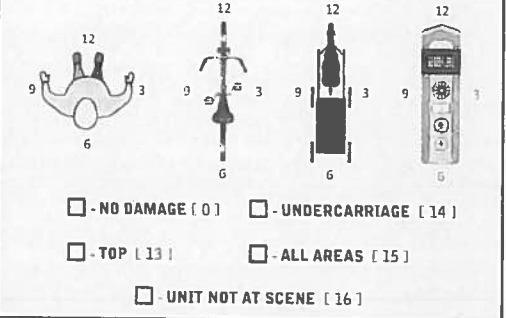 12 12 12 12
9 3 9 3 9 3 9 3
6 6 6 6
- NO DAMAGE [ 0 ] - UNDERCARRIAGE [ 14 ]
- TOP [ 13 ] - ALL AREAS [ 15 ]
- UNIT NOT AT SCENE [ 16 ]